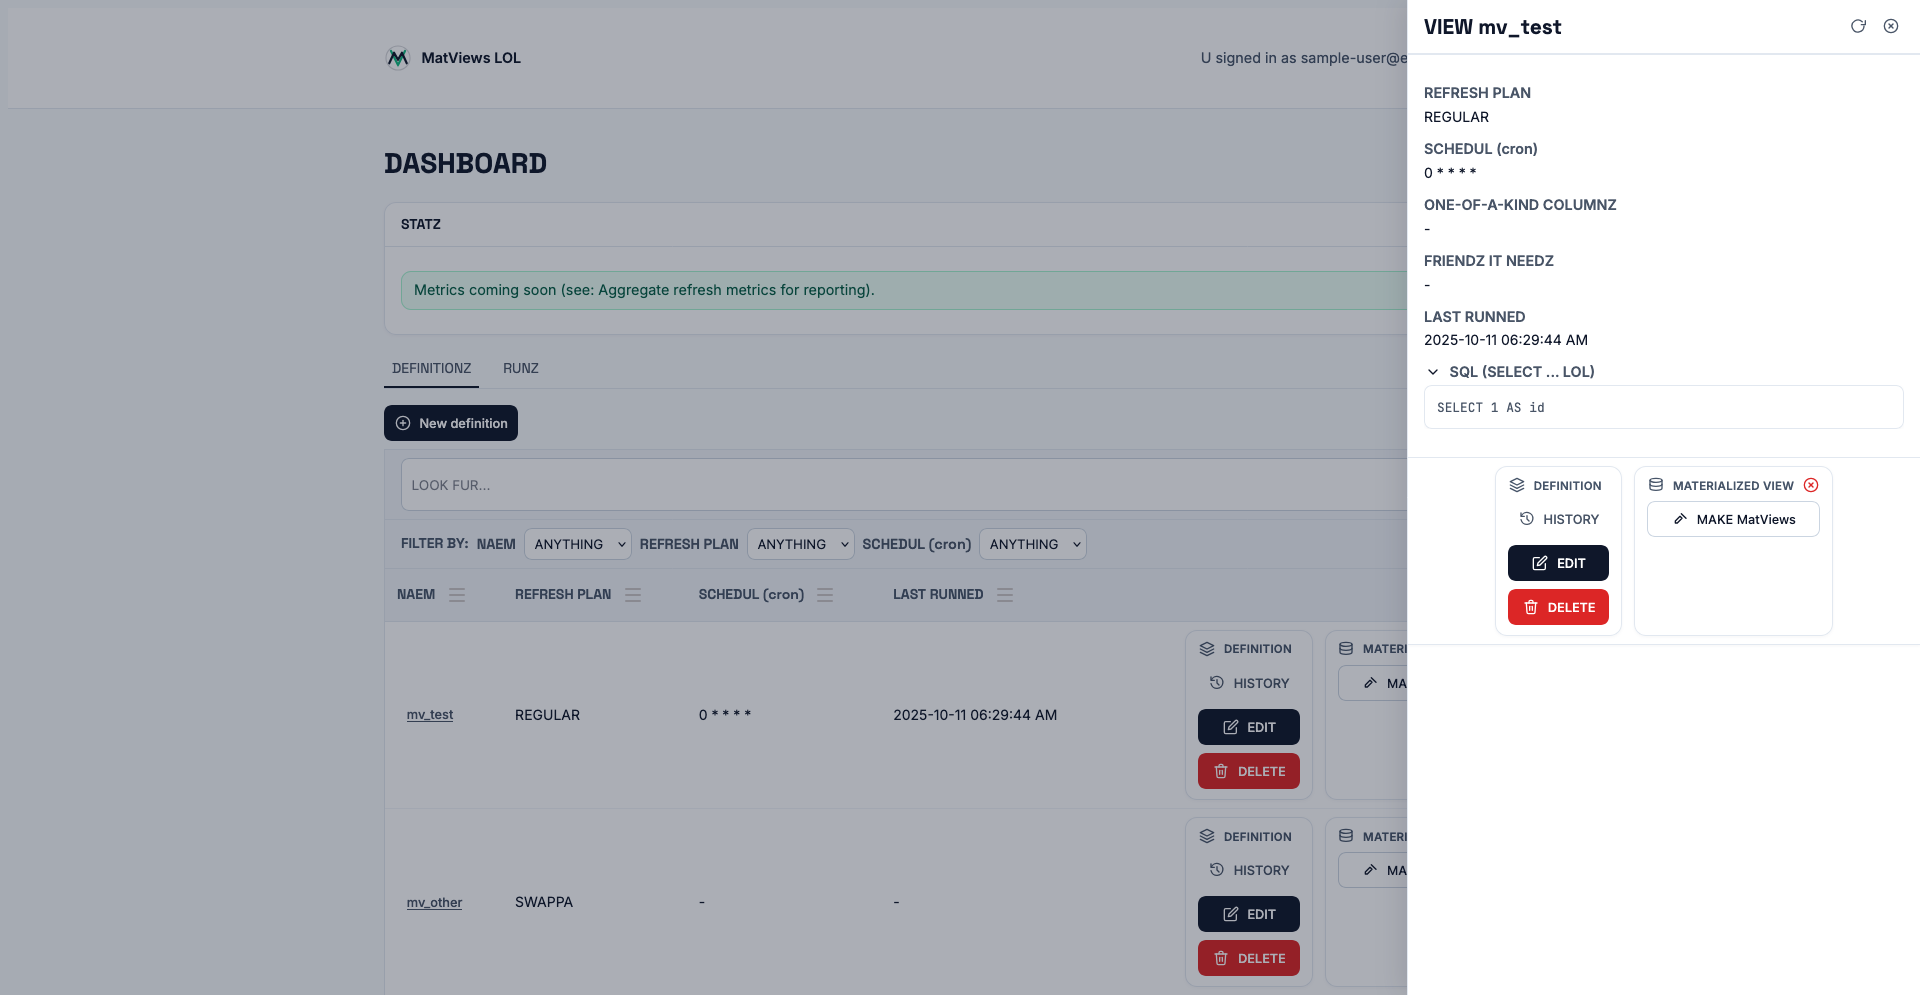 MatViews LOL
U signed in as sample-user@e
DASHBOARD
STATZ
Metrics coming soon (see: Aggregate refresh metrics for reporting).
DEFINITIONZ RUNZ
New definition
LOOK FUR...
FILTER BY: NAEM ANYTHING REFRESH PLAN ANYTHING SCHEDUL (cron) ANYTHING
NAEM REFRESH PLAN SCHEDUL (cron) LAST RUNNED
DEFINITION MATER
HISTORY MA
mv_test REGULAR 0 * * * * 2025-10-11 06:29:44 AM
EDIT
DELETE
DEFINITION MATER
HISTORY MA
mv_other SWAPPA - -
EDIT
DELETE
VIEW mv_test
REFRESH PLAN
REGULAR
SCHEDUL (cron)
0 * * * *
ONE-OF-A-KIND COLUMNZ
-
FRIENDZ IT NEEDZ
-
LAST RUNNED
2025-10-11 06:29:44 AM
SQL (SELECT ... LOL)
SELECT 1 AS id
DEFINITION MATERIALIZED VIEW
HISTORY MAKE MatViews
EDIT
DELETE